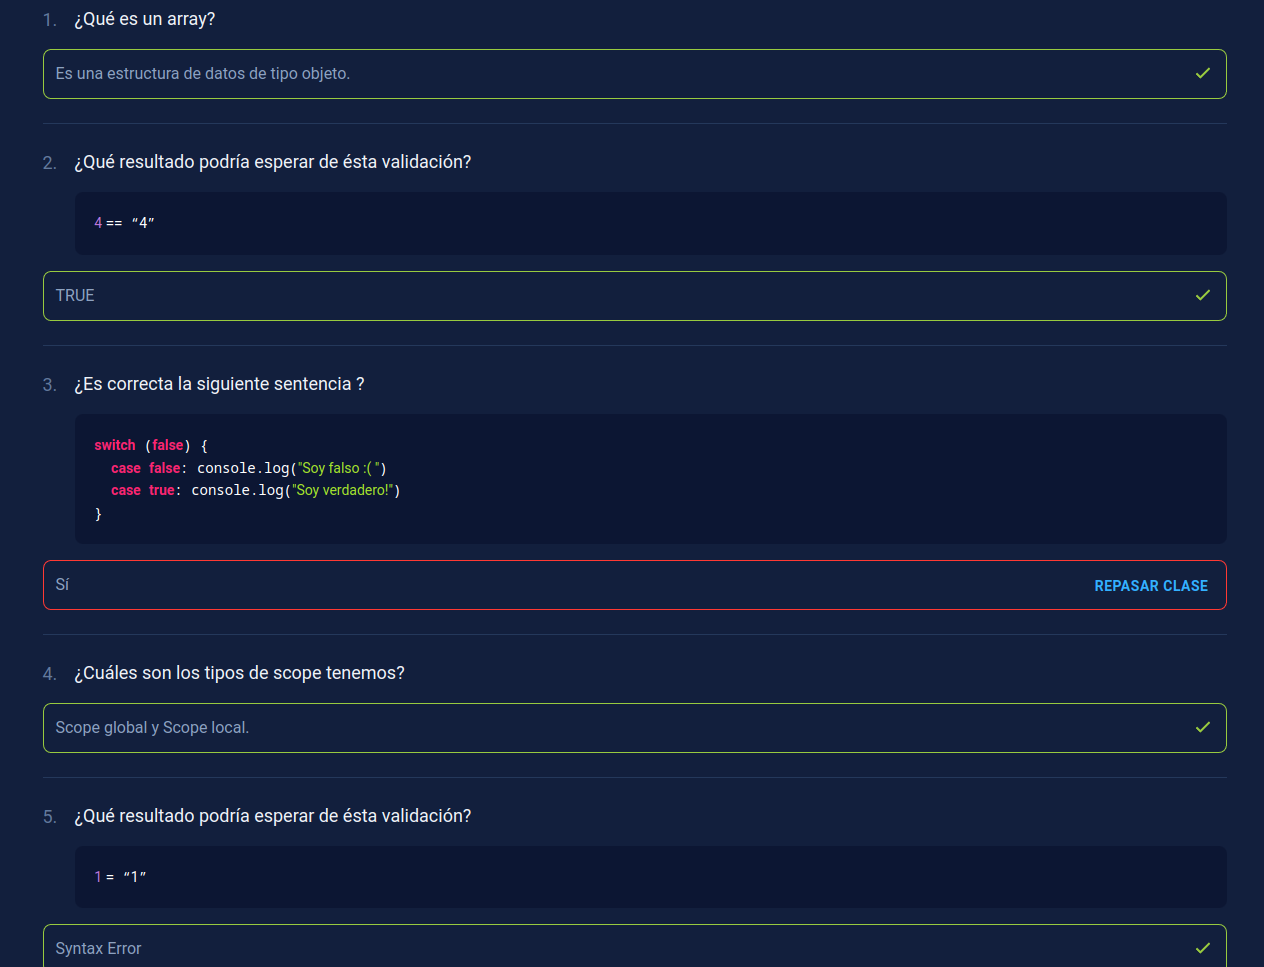 1. ¿Qué es un array?
Es una estructura de datos de tipo objeto.
2. ¿Qué resultado podría esperar de ésta validación?
4 == “4”
TRUE
3. ¿Es correcta la siguiente sentencia ?
switch (false) {
case false: console.log("Soy falso :( ")
case true: console.log("Soy verdadero!")
}
Sí
REPASAR CLASE
4. ¿Cuáles son los tipos de scope tenemos?
Scope global y Scope local.
5. ¿Qué resultado podría esperar de ésta validación?
1 = “1”
Syntax Error